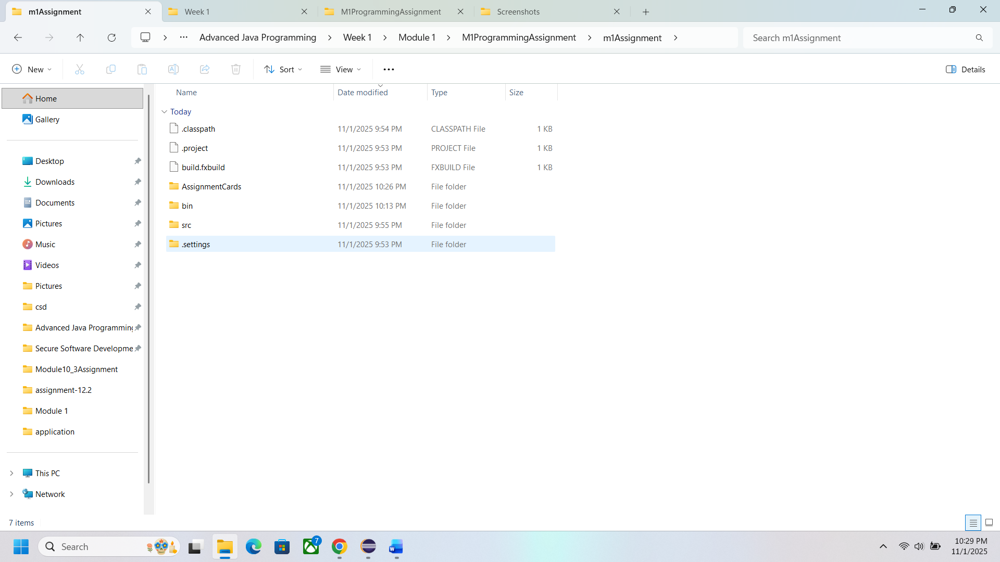 m1Assignment
Week 1
M1ProgrammingAssignment
Screenshots
Advanced Java Programming > Week 1 > Module 1 > M1ProgrammingAssignment > m1Assignment >
Search m1Assignment
New
Sort
View
Details
Home
Gallery
Desktop
Downloads
Documents
Pictures
Music
Videos
Pictures
csd
Advanced Java Programming
Secure Software Developme
Module10_3Assignment
assignment-12.2
Module 1
application
This PC
Network
Name Date modified Type Size
Today
.classpath 11/1/2025 9:54 PM CLASSPATH File 1 KB
.project 11/1/2025 9:53 PM PROJECT File 1 KB
build.fxbuild 11/1/2025 9:53 PM FXBUILD File 1 KB
AssignmentCards 11/1/2025 10:26 PM File folder
bin 11/1/2025 10:13 PM File folder
src 11/1/2025 9:55 PM File folder
.settings 11/1/2025 9:53 PM File folder
7 items
Search
7
10:29 PM
11/1/2025